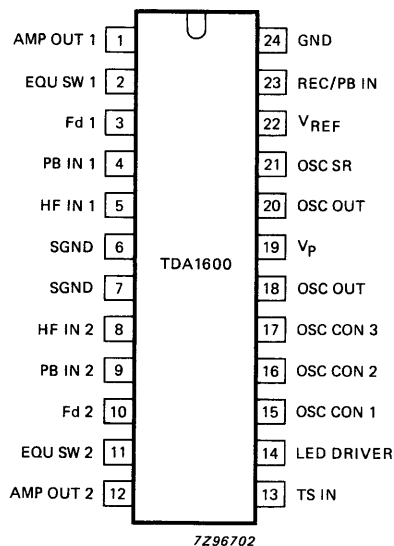 AMP OUT 1 1 24 GND
EQU SW 1 2 23 REC/PB IN
Fd 1 3 22 VREF
PB IN 1 4 21 OSC SR
HF IN 1 5 20 OSC OUT
SGND 6 19 VP
TDA1600
SGND 7 18 OSC OUT
HF IN 2 8 17 OSC CON 3
PB IN 2 9 16 OSC CON 2
Fd 2 10 15 OSC CON 1
EQU SW 2 11 14 LED DRIVER
AMP OUT 2 12 13 TS IN
7Z96702